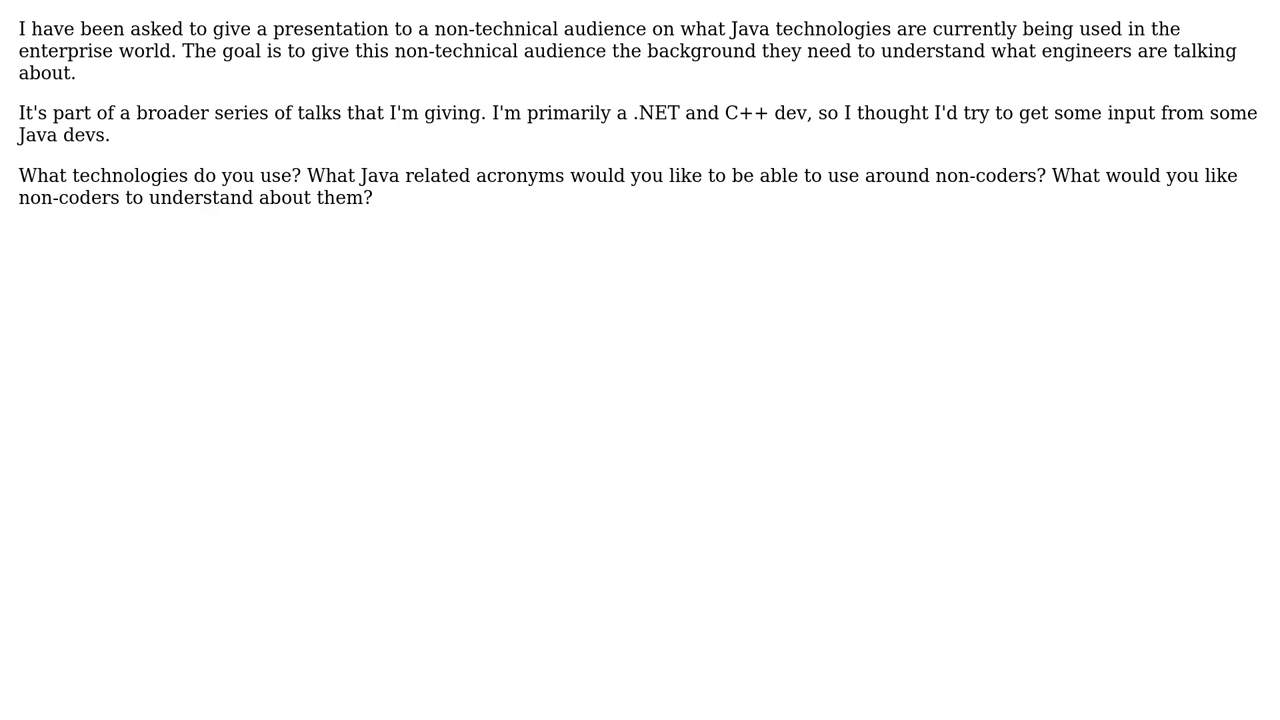 I have been asked to give a presentation to a non-technical audience on what Java technologies are currently being used in the
enterprise world. The goal is to give this non-technical audience the background they need to understand what engineers are talking
about.
It's part of a broader series of talks that I'm giving. I'm primarily a .NET and C++ dev, so I thought I'd try to get some input from some
Java devs.
What technologies do you use? What Java related acronyms would you like to be able to use around non-coders? What would you like
non-coders to understand about them?